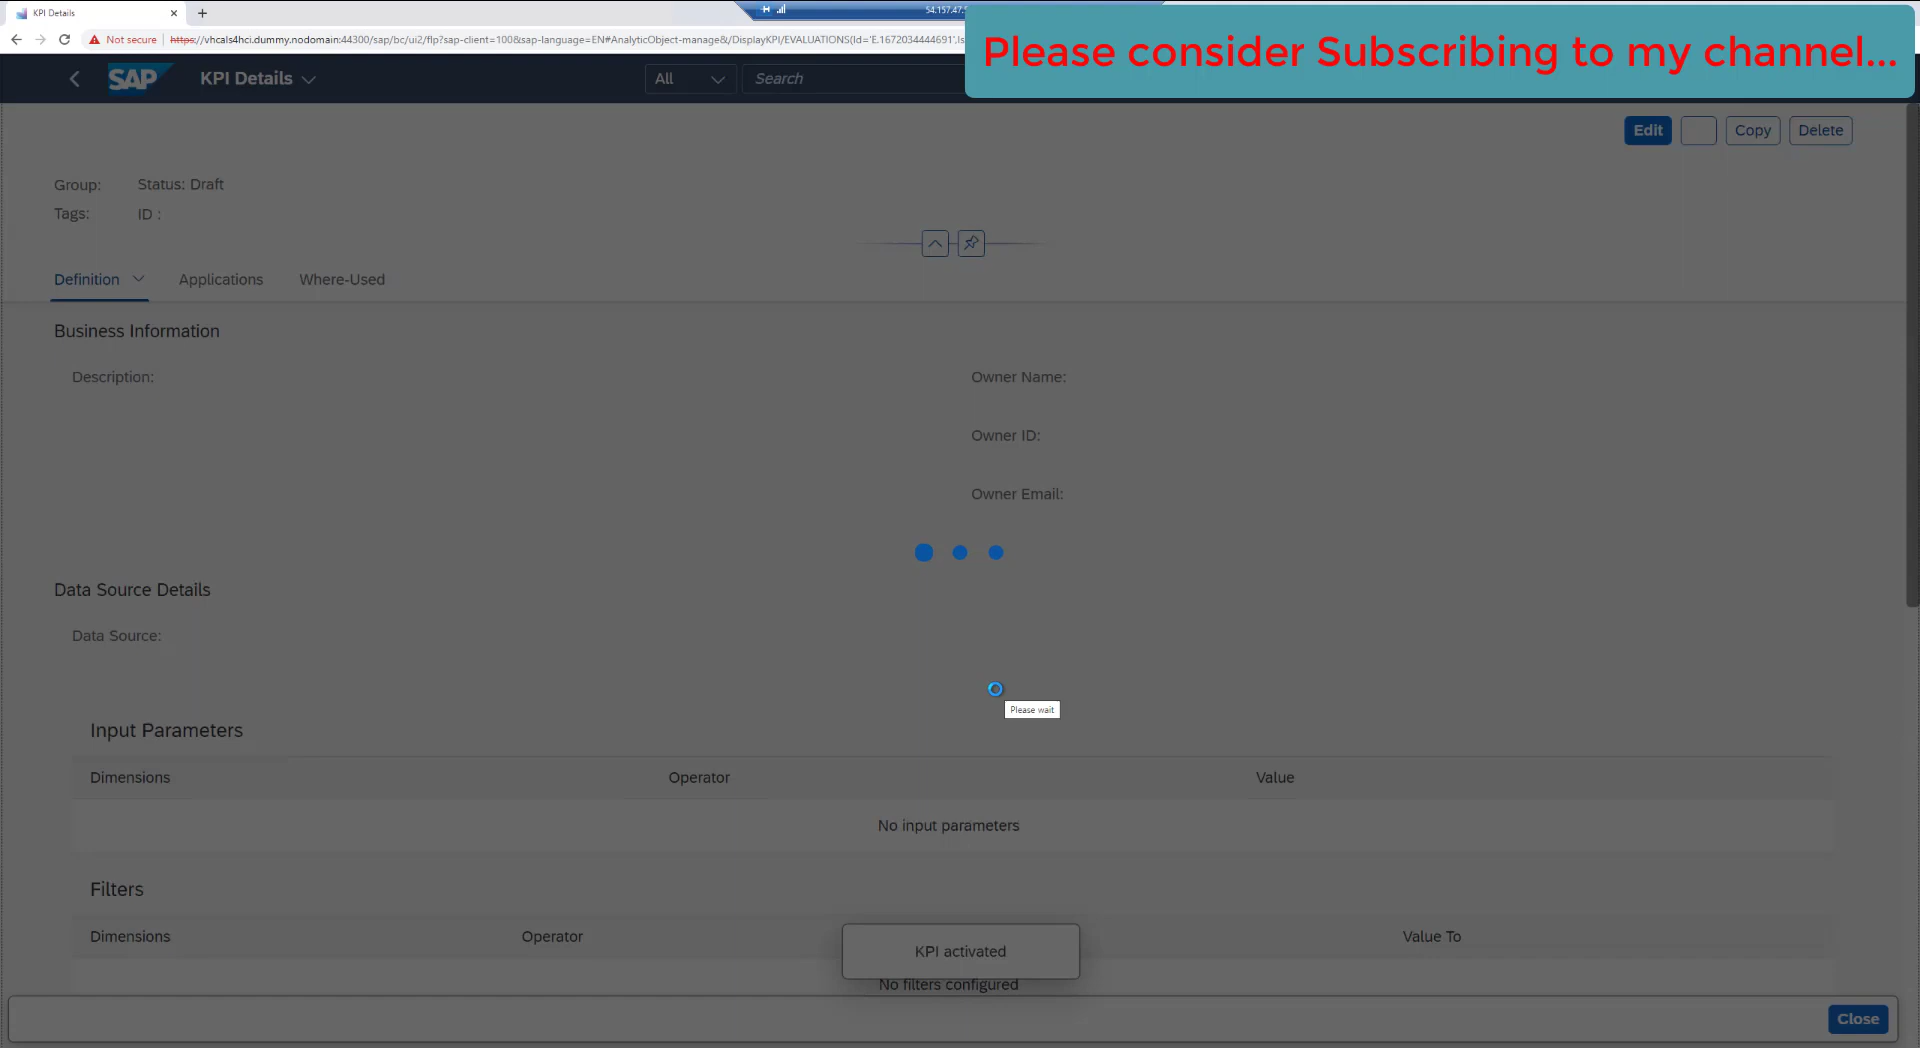 KPI Details
54.157.47.
Not secure
https://vhcals4hci.dummy.nodomain:44300/sap/bc/ui2/flp?sap-client=100&sap-language=EN#AnalyticObject-manage&/DisplayKPI/EVALUATIONS(Id='E.1672034444691',Is
Please consider Subscribing to my channel...
SAP
KPI Details
All
Search
Edit
Copy
Delete
Group:
Status: Draft
Tags:
ID :
Definition
Applications
Where-Used
Business Information
Description:
Owner Name:
Owner ID:
Owner Email:
Data Source Details
Data Source:
Please wait
Input Parameters
Dimensions
Operator
Value
No input parameters
Filters
Dimensions
Operator
Value To
KPI activated
No filters configured
Close